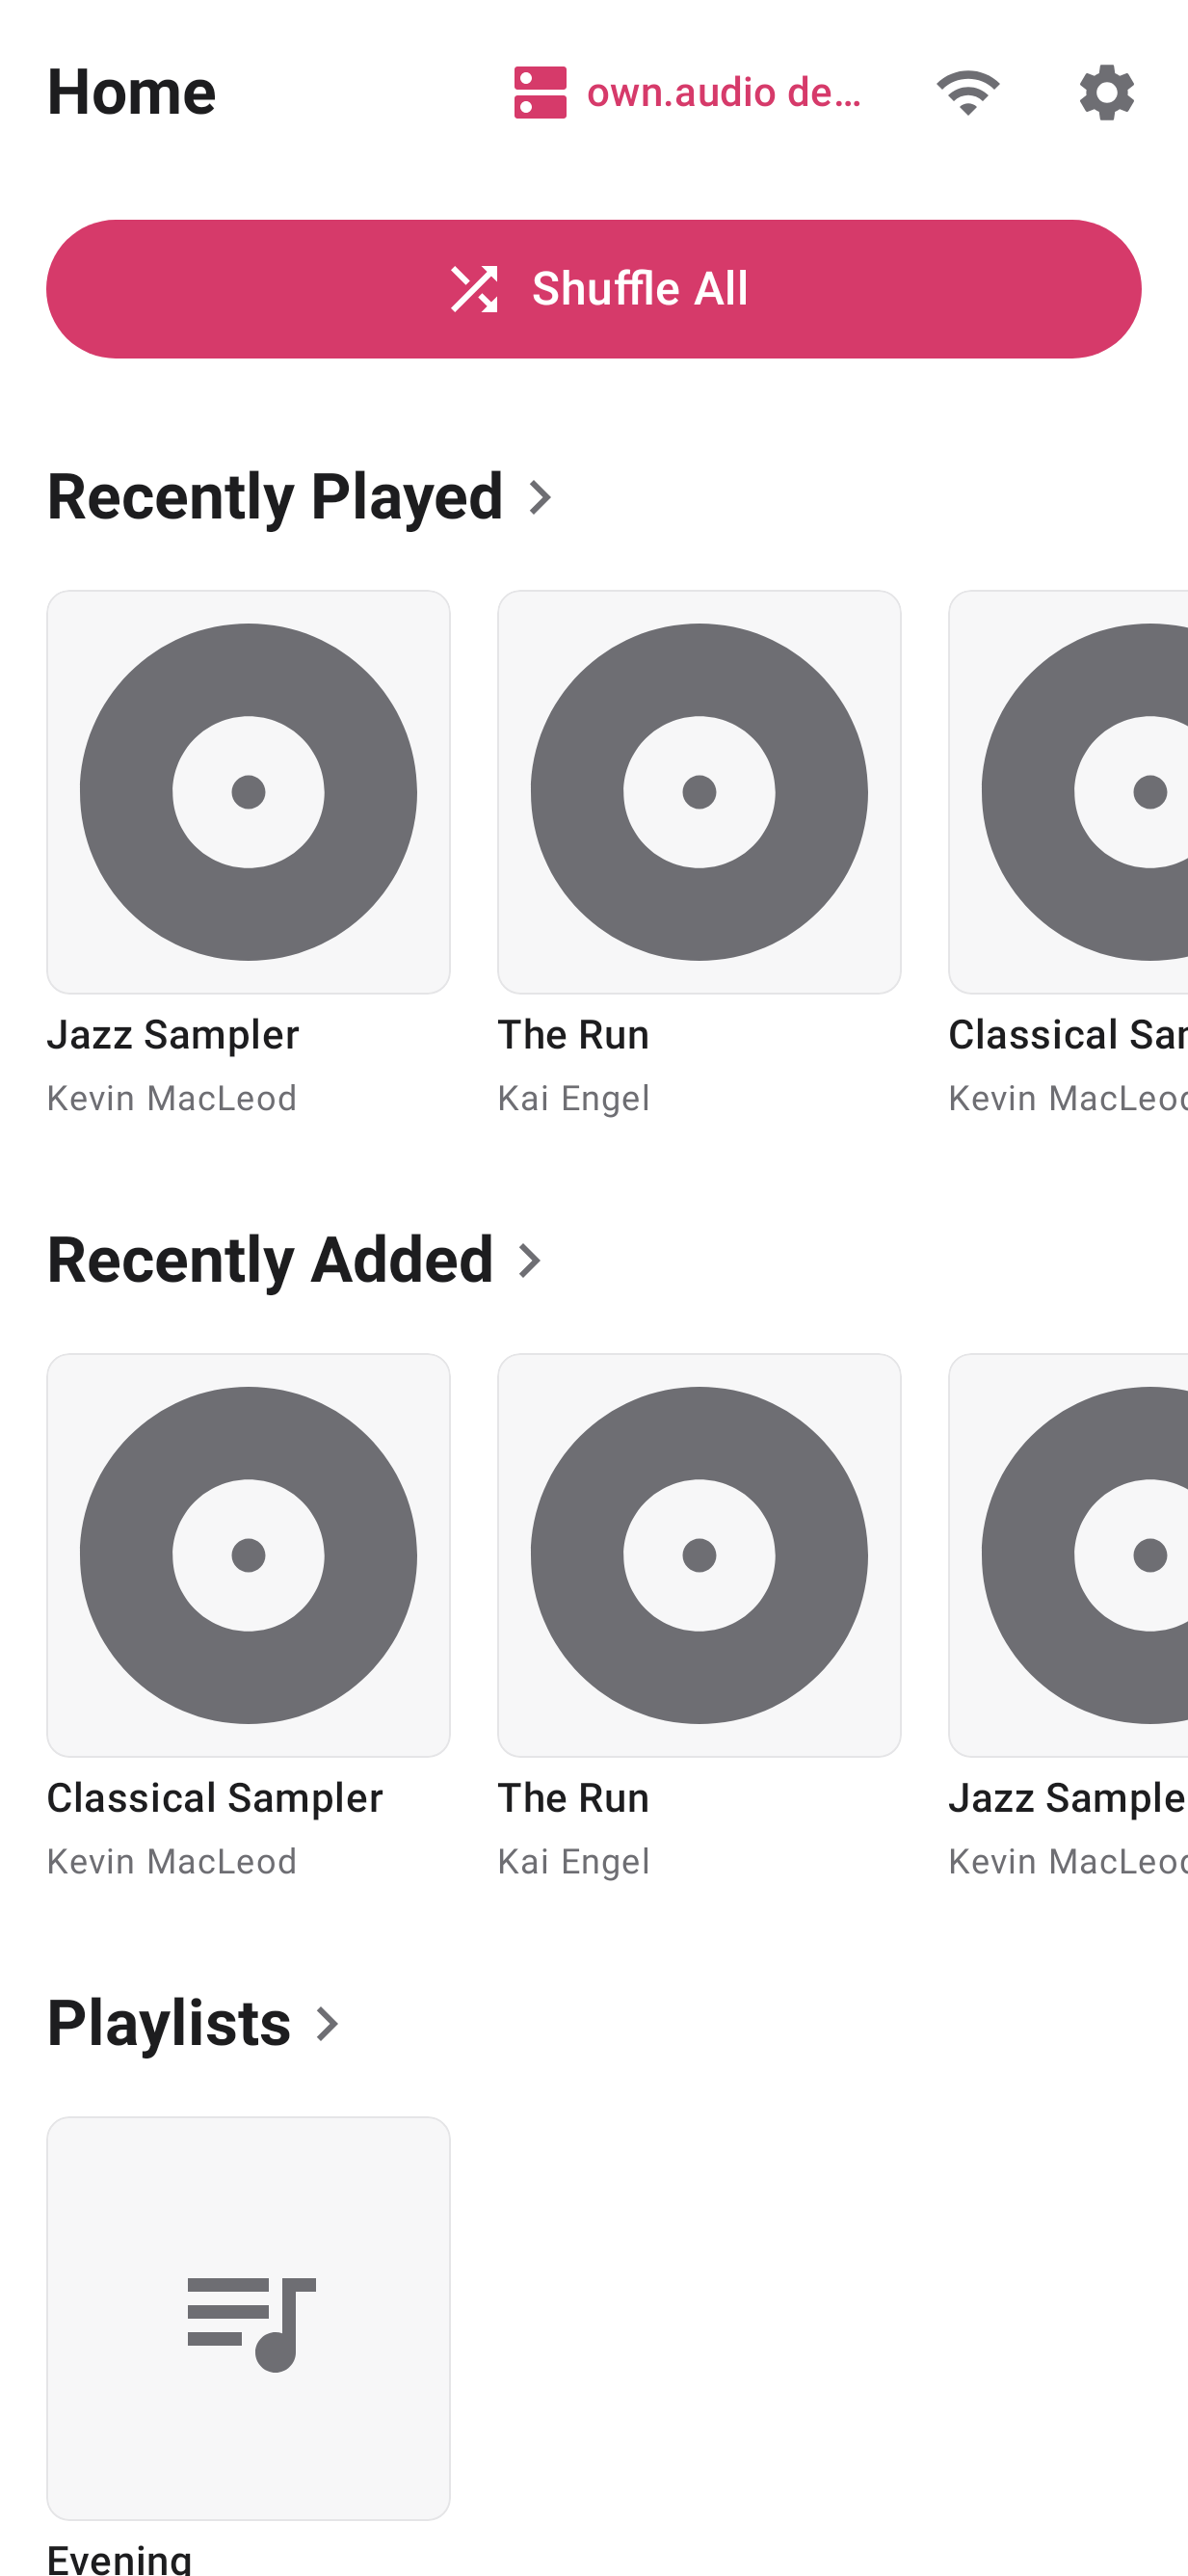 Home
own.audio de...
Shuffle All
Recently Played
Jazz Sampler
The Run
Classical Sam
Kevin MacLeod
Kai Engel
Kevin MacLeod
Recently Added
Classical Sampler
The Run
Jazz Sample
Kevin MacLeod
Kai Engel
Kevin MacLeod
Playlists
Evening